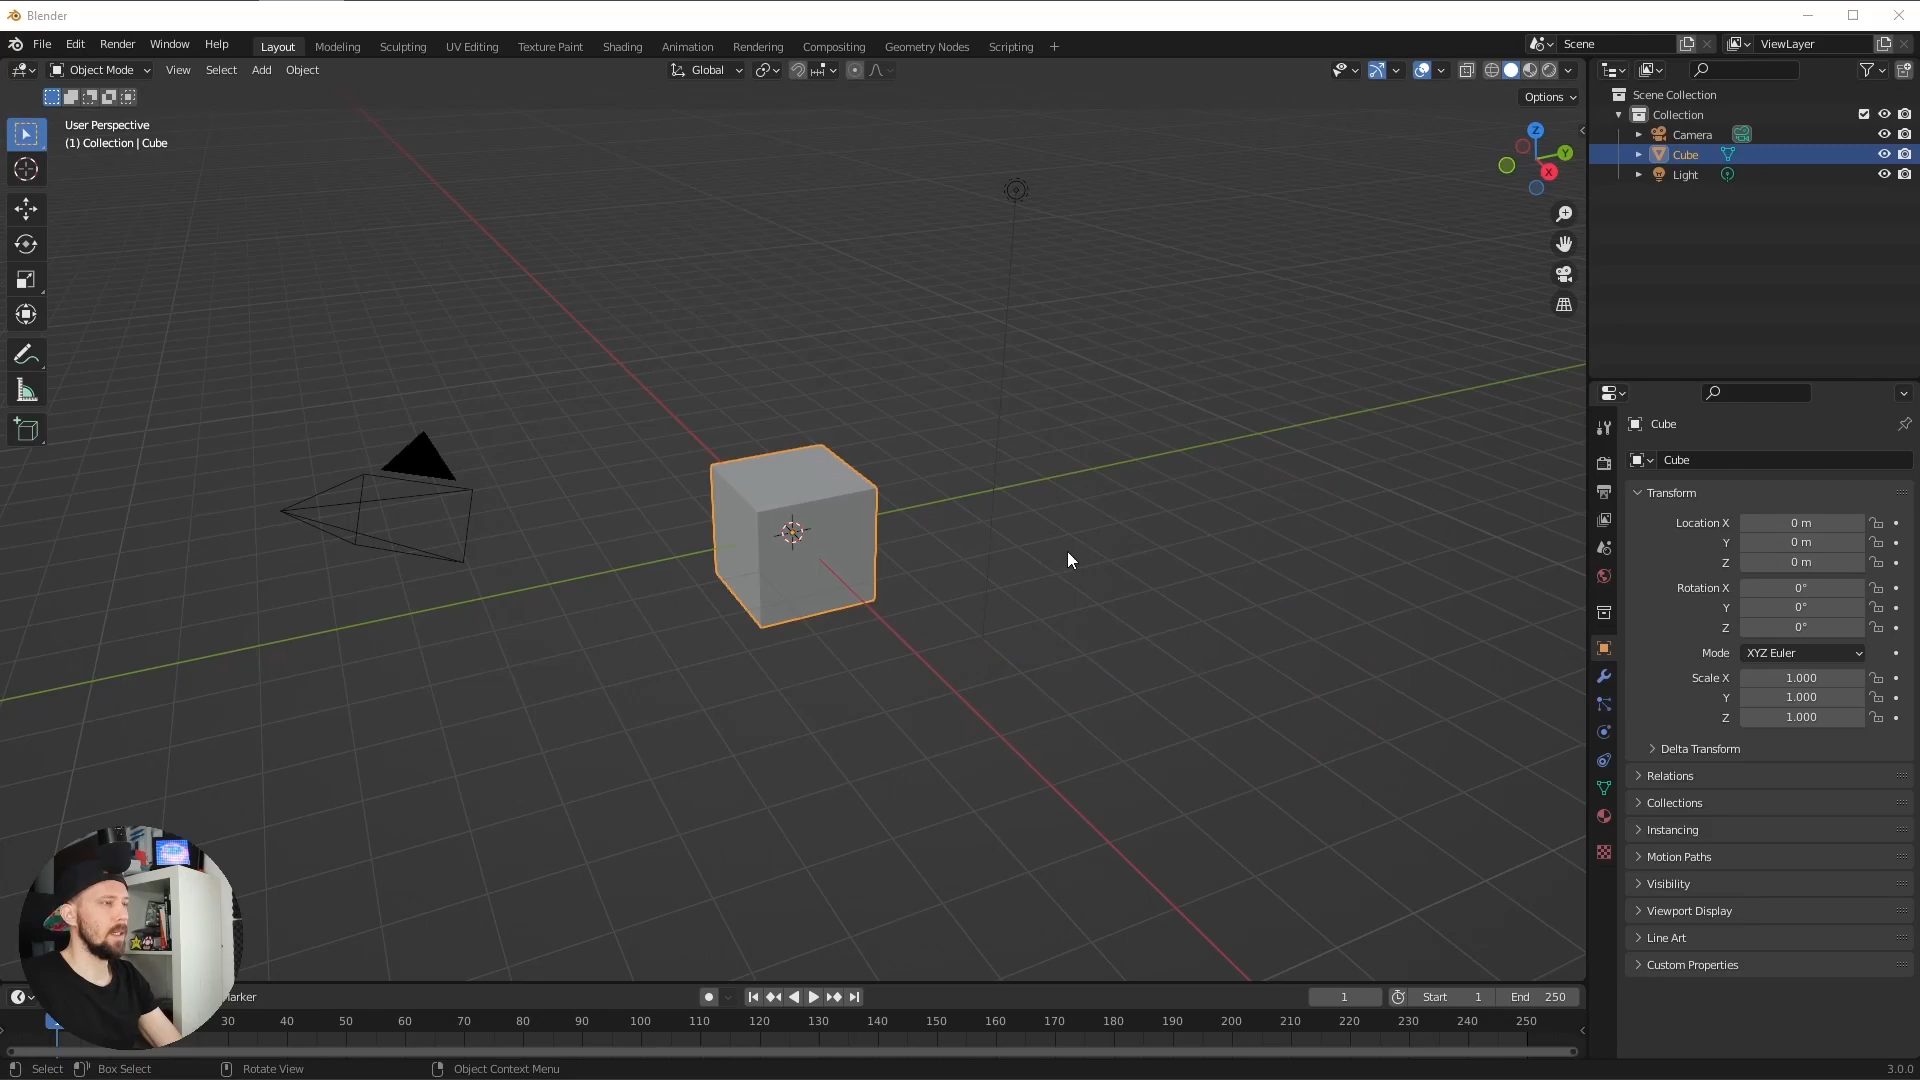 Blender
File Edit Render Window Help Layout Modeling Sculpting UV Editing Texture Paint Shading Animation Rendering Compositing Geometry Nodes Scripting + Scene ViewLayer
Object Mode View Select Add Object Global
Options
User Perspective
(1) Collection | Cube
Z
Y
X
Scene Collection
Collection
Camera
Cube
Light
Cube
Cube
Transform
Location X 0 m
Y 0 m
Z 0 m
Rotation X 0°
Y 0°
Z 0°
Mode XYZ Euler
Scale X 1.000
Y 1.000
Z 1.000
Delta Transform
Relations
Collections
Instancing
Motion Paths
Visibility
Viewport Display
Line Art
Custom Properties
1 Start 1 End 250
30 40 50 60 70 80 90 100 110 120 130 140 150 160 170 180 190 200 210 220 230 240 250
Select Box Select Rotate View Object Context Menu 3.0.0